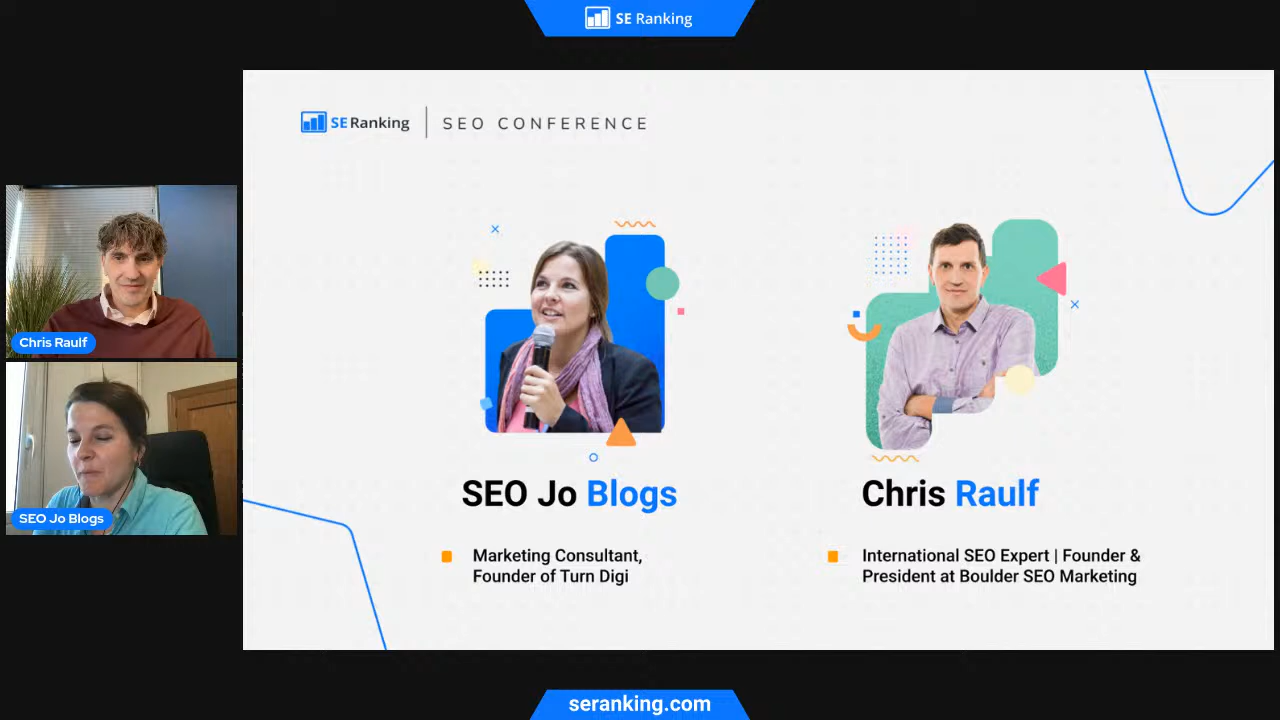 SE Ranking
SE Ranking | SEO CONFERENCE
Chris Raulf
SEO Jo Blogs
SEO Jo Blogs
Marketing Consultant,
Founder of Turn Digi
Chris Raulf
International SEO Expert | Founder &
President at Boulder SEO Marketing
seranking.com